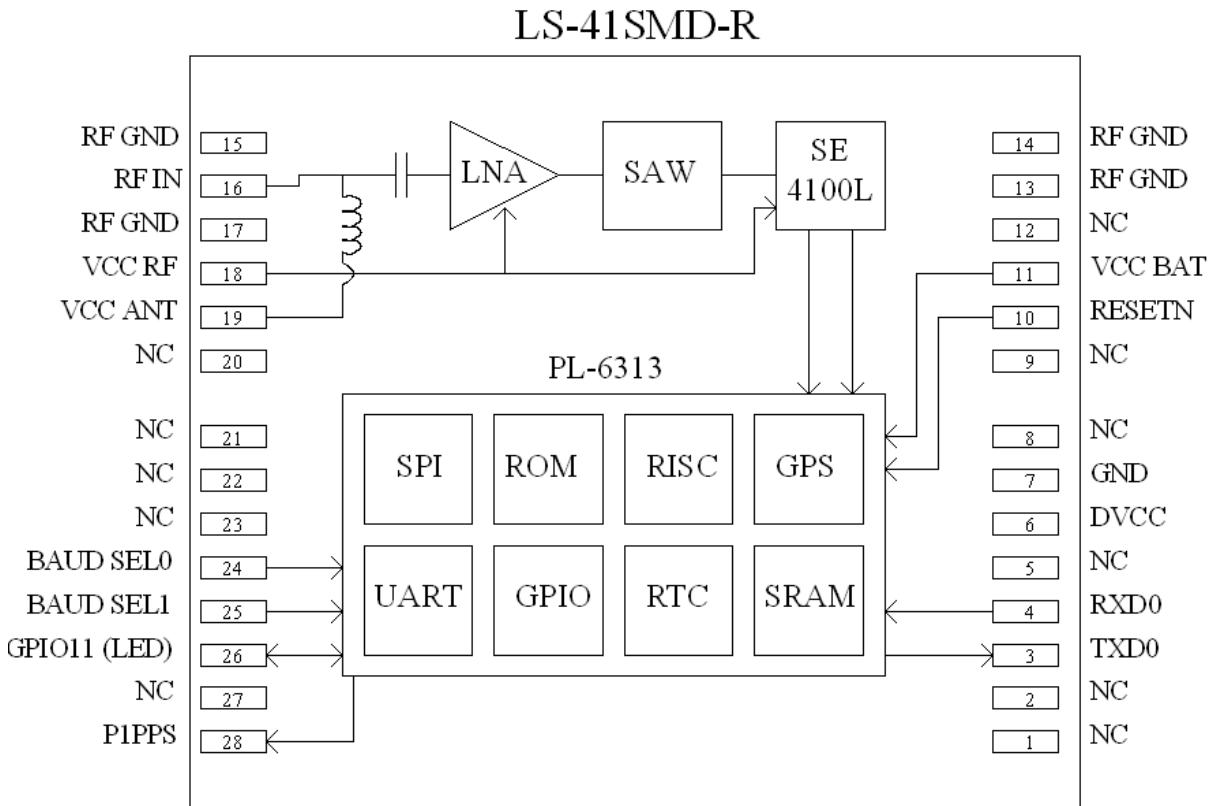 LS-41SMD-R
RF GND 15
RF IN 16
RF GND 17
VCC RF 18
VCC ANT 19
NC 20
NC 21
NC 22
NC 23
BAUD SEL0 24
BAUD SEL1 25
GPIO11 (LED) 26
NC 27
P1PPS 28
LNA
SAW
SE
4100L
PL-6313
SPI
ROM
RISC
GPS
UART
GPIO
RTC
SRAM
14 RF GND
13 RF GND
12 NC
11 VCC BAT
10 RESETN
9 NC
8 NC
7 GND
6 DVCC
5 NC
4 RXD0
3 TXD0
2 NC
1 NC